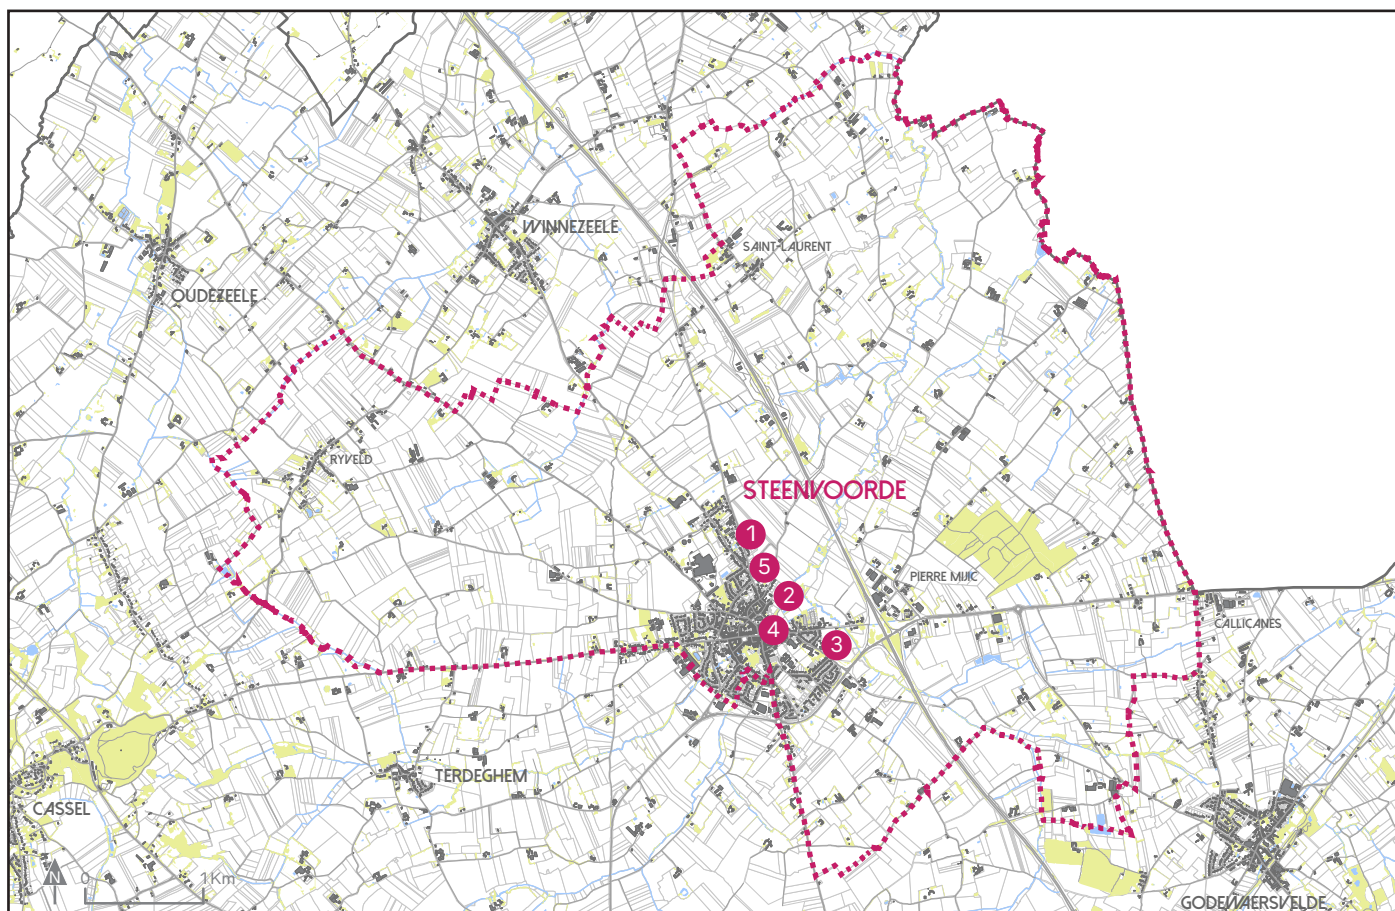 WINNEZEELE
SAINT-LAURENT
OUDEZEELE
RYVELD
STEENVOORDE
1
5
PIERRE MIJIC
2
CALLICANES
4
3
TERDEGHEM
CASSEL
N
0
1Km
GODEWAERSVELDE